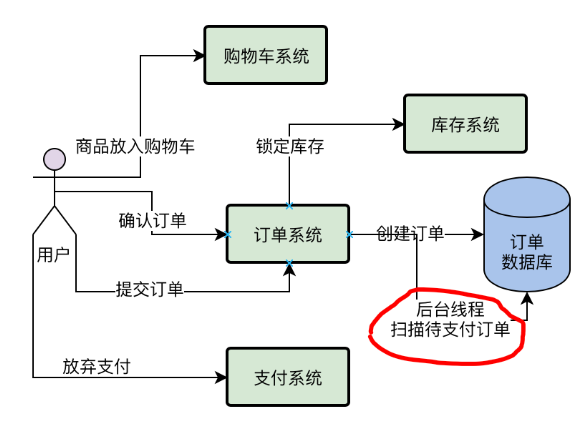 购物车系统
商品放入购物车
锁定库存
库存系统
确认订单
订单系统
创建订单
订单
数据库
用户
提交订单
后台线程
扫描待支付订单
放弃支付
支付系统